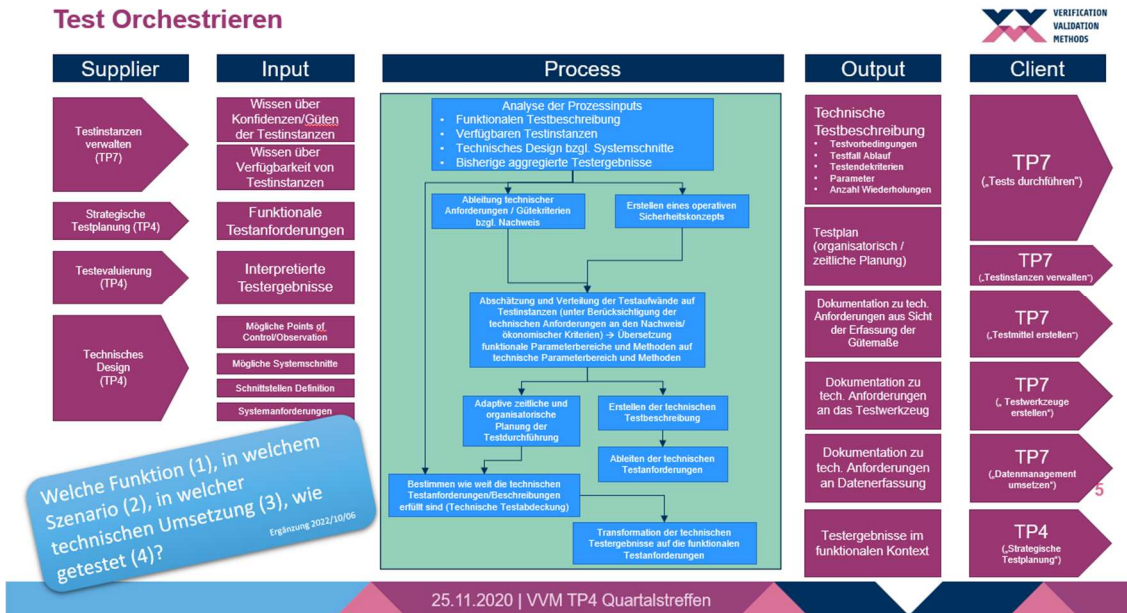 Test Orchestrieren
VERIFICATION
VALIDATION
METHODS
Supplier
Input
Process
Output
Client
Testinstanzen
verwalten
(TP7)
Strategische
Testplanung (TP4)
Testevaluierung
(TP4)
Technisches
Design
(TP4)
Wissen über
Konfidenzen/Güten
der Testinstanzen
Wissen über
Verfügbarkeit von
Testinstanzen
Funktionale
Testanforderungen
Interpretierte
Testergebnisse
Mögliche Points of
Control/Observation
Mögliche Systemschnitte
Schnittstellen Definition
Systemanforderungen
Analyse der Prozessinputs
• Funktionalen Testbeschreibung
• Verfügbaren Testinstanzen
• Technisches Design bzgl. Systemschnitte
• Bisherige aggregierte Testergebnisse
Ableitung technischer
Anforderungen / Gütekriterien
bzgl. Nachweis
Erstellen eines operativen
Sicherheitskonzepts
Abschätzung und Verteilung der Testaufwände auf
Testinstanzen (unter Berücksichtigung der
technischen Anforderungen an den Nachweis/
ökonomischer Kriterien) → Übersetzung
funktionale Parameterbereiche und Methoden auf
technische Parameterbereich und Methoden
Adaptive zeitliche und
organisatorische
Planung der
Testdurchführung
Erstellen der technischen
Testbeschreibung
Ableiten der technischen
Testanforderungen
Bestimmen wie weit die technischen
Testanforderungen/Beschreibungen
erfüllt sind (Technische Testabdeckung)
Transformation der technischen
Testergebnisse auf die funktionalen
Testanforderungen
Technische
Testbeschreibung
• Testvorbedingungen
• Testfall Ablauf
• Testendekriterien
• Parameter
• Anzahl Wiederholungen
Testplan
(organisatorisch /
zeitliche Planung)
Dokumentation zu tech.
Anforderungen aus Sicht
der Erfassung der
Gütemaße
Dokumentation zu
tech. Anforderungen
an das Testwerkzeug
Dokumentation zu
tech. Anforderungen
an Datenerfassung
Testergebnisse im
funktionalen Kontext
TP7
(„Tests durchführen")
TP7
(„Testinstanzen verwalten")
TP7
(„Testmittel erstellen")
TP7
(„ Testwerkzeuge
erstellen")
TP7
(„Datenmanagement
umsetzen")
TP4
(„Strategische
Testplanung")
5
Welche Funktion (1), in welchem
Szenario (2), in welcher
technischen Umsetzung (3), wie
getestet (4)?
Ergänzung 2022/10/06
25.11.2020 | VVM TP4 Quartalstreffen